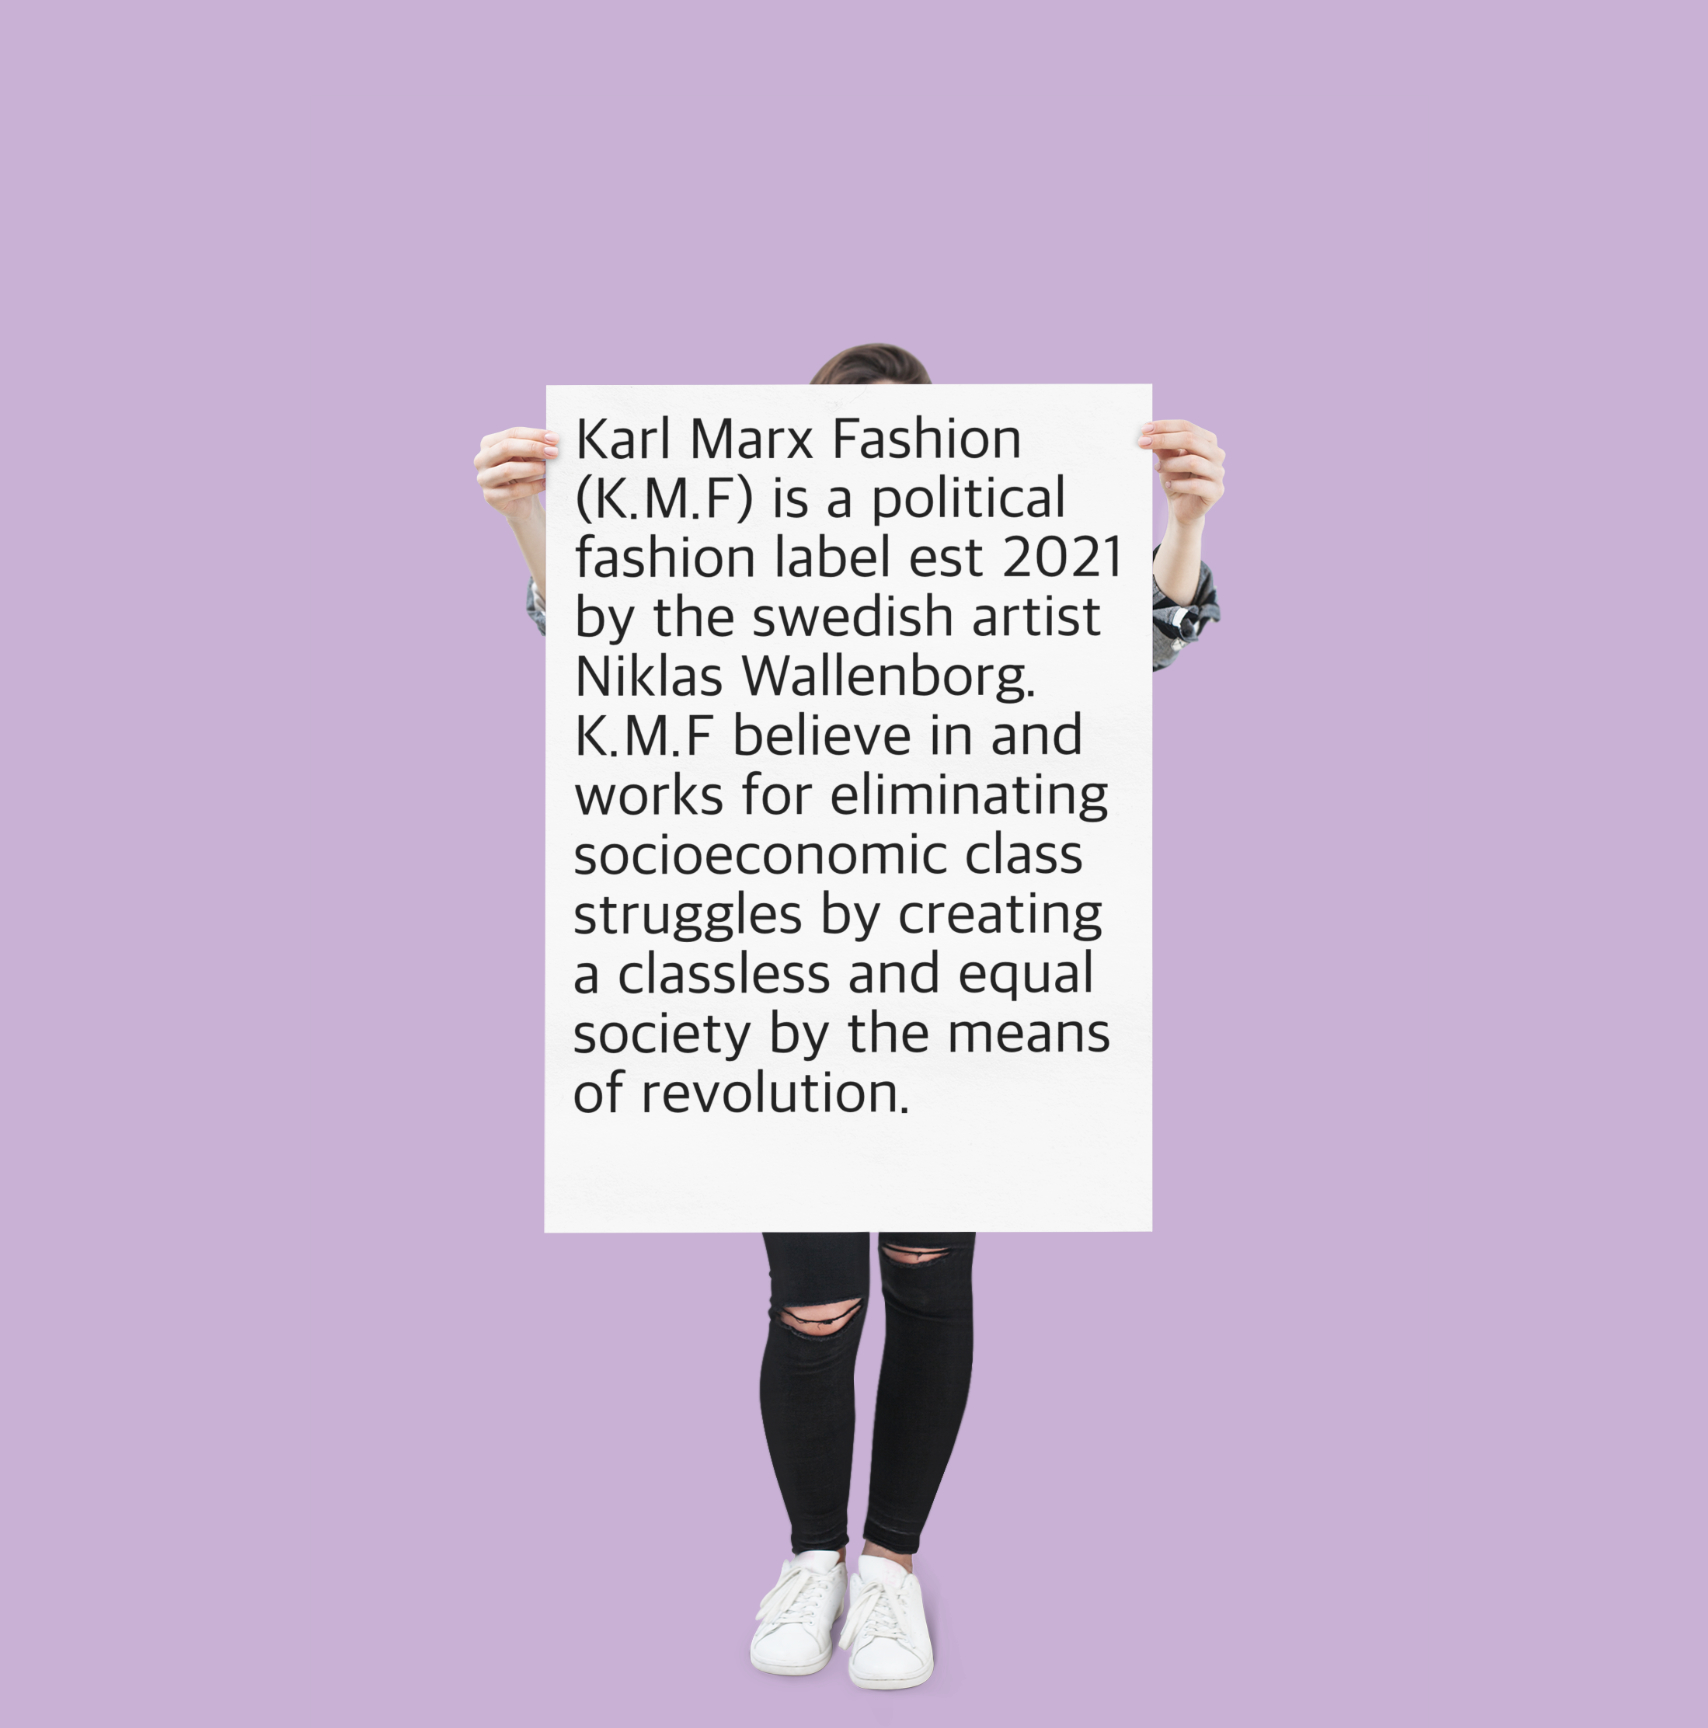 Karl Marx Fashion
(K.M.F) is a political
fashion label est 2021
by the swedish artist
Niklas Wallenborg.
K.M.F believe in and
works for eliminating
socioeconomic class
struggles by creating
a classless and equal
society by the means
of revolution.